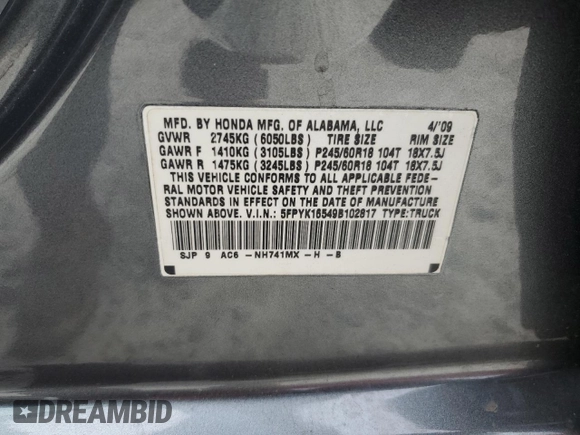 MFD. BY HONDA MFG. OF ALABAMA, LLC 4/'09
GVWR 2745KG (6050LBS) TIRE SIZE RIM SIZE
GAWR F 1410KG (3105LBS) P245/60R18 104T 18X7.5J
GAWR R 1475KG (3245LBS) P245/60R18 104T 18X7.5J
THIS VEHICLE CONFORMS TO ALL APPLICABLE FEDE-
RAL MOTOR VEHICLE SAFETY AND THEFT PREVENTION
STANDARDS IN EFFECT ON THE DATE OF MANUFACTURE
SHOWN ABOVE. V.I.N.: 5FPYK16549B102817 TYPE:TRUCK
SJP 9 AC6 -NH741MX-H-B
DREAMBID